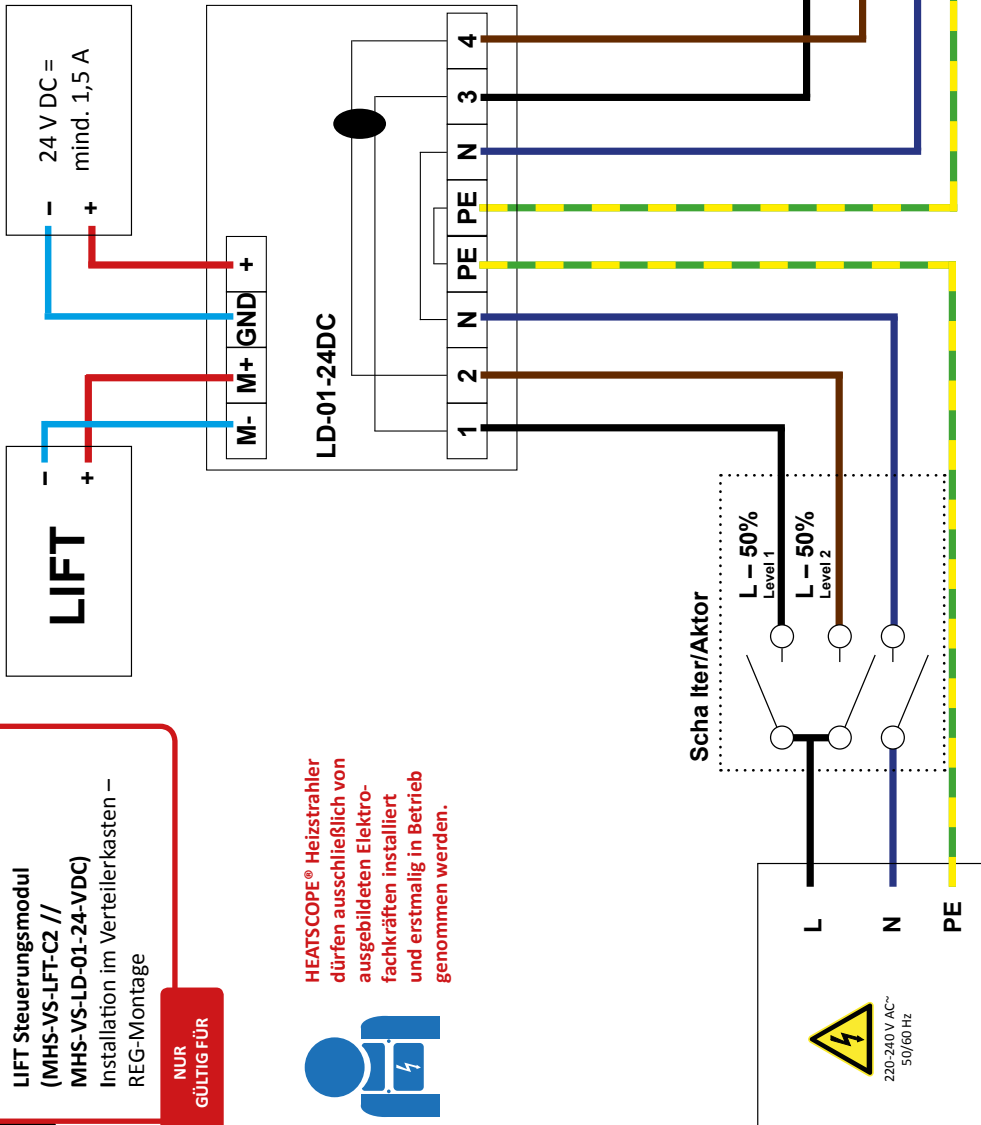 LIFT Steuerungsmodul
(MHS-VS-LFT-C2 //
MHS-VS-LD-01-24-VDC)
Installation im Verteilerkasten –
REG-Montage
NUR
GÜLTIG FÜR
HEATSCOPE® Heizstrahler
dürfen ausschließlich von
ausgebildeten Elektro-
fachkräften installiert
und erstmalig in Betrieb
genommen werden.
LIFT
–
+
24 V DC =
mind. 1,5 A
–
+
M- M+ GND +
LD-01-24DC
1 2 N PE PE N 3 4
Scha lter/Aktor
L – 50%
Level 1
L – 50%
Level 2
L
N
PE
220-240 V AC~
50/60 Hz